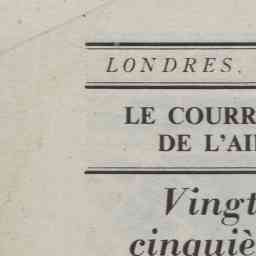 LONDRES,
LE COURR
DE L'AI
Vingt
cinquiè